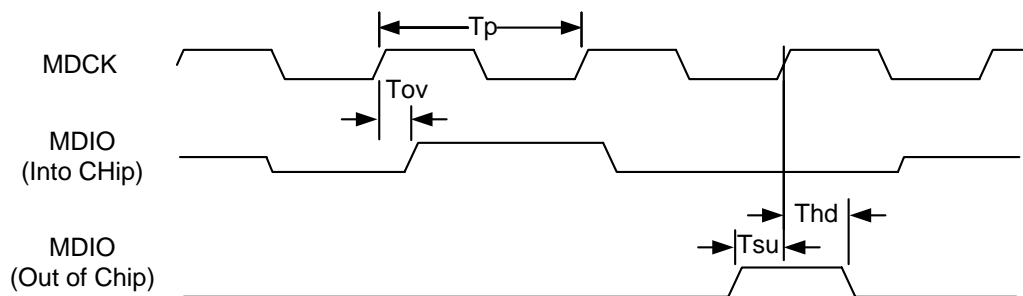 Tp
MDCK
Tov
MDIO
(Into CHip)
Thd
MDIO
Tsu
(Out of Chip)